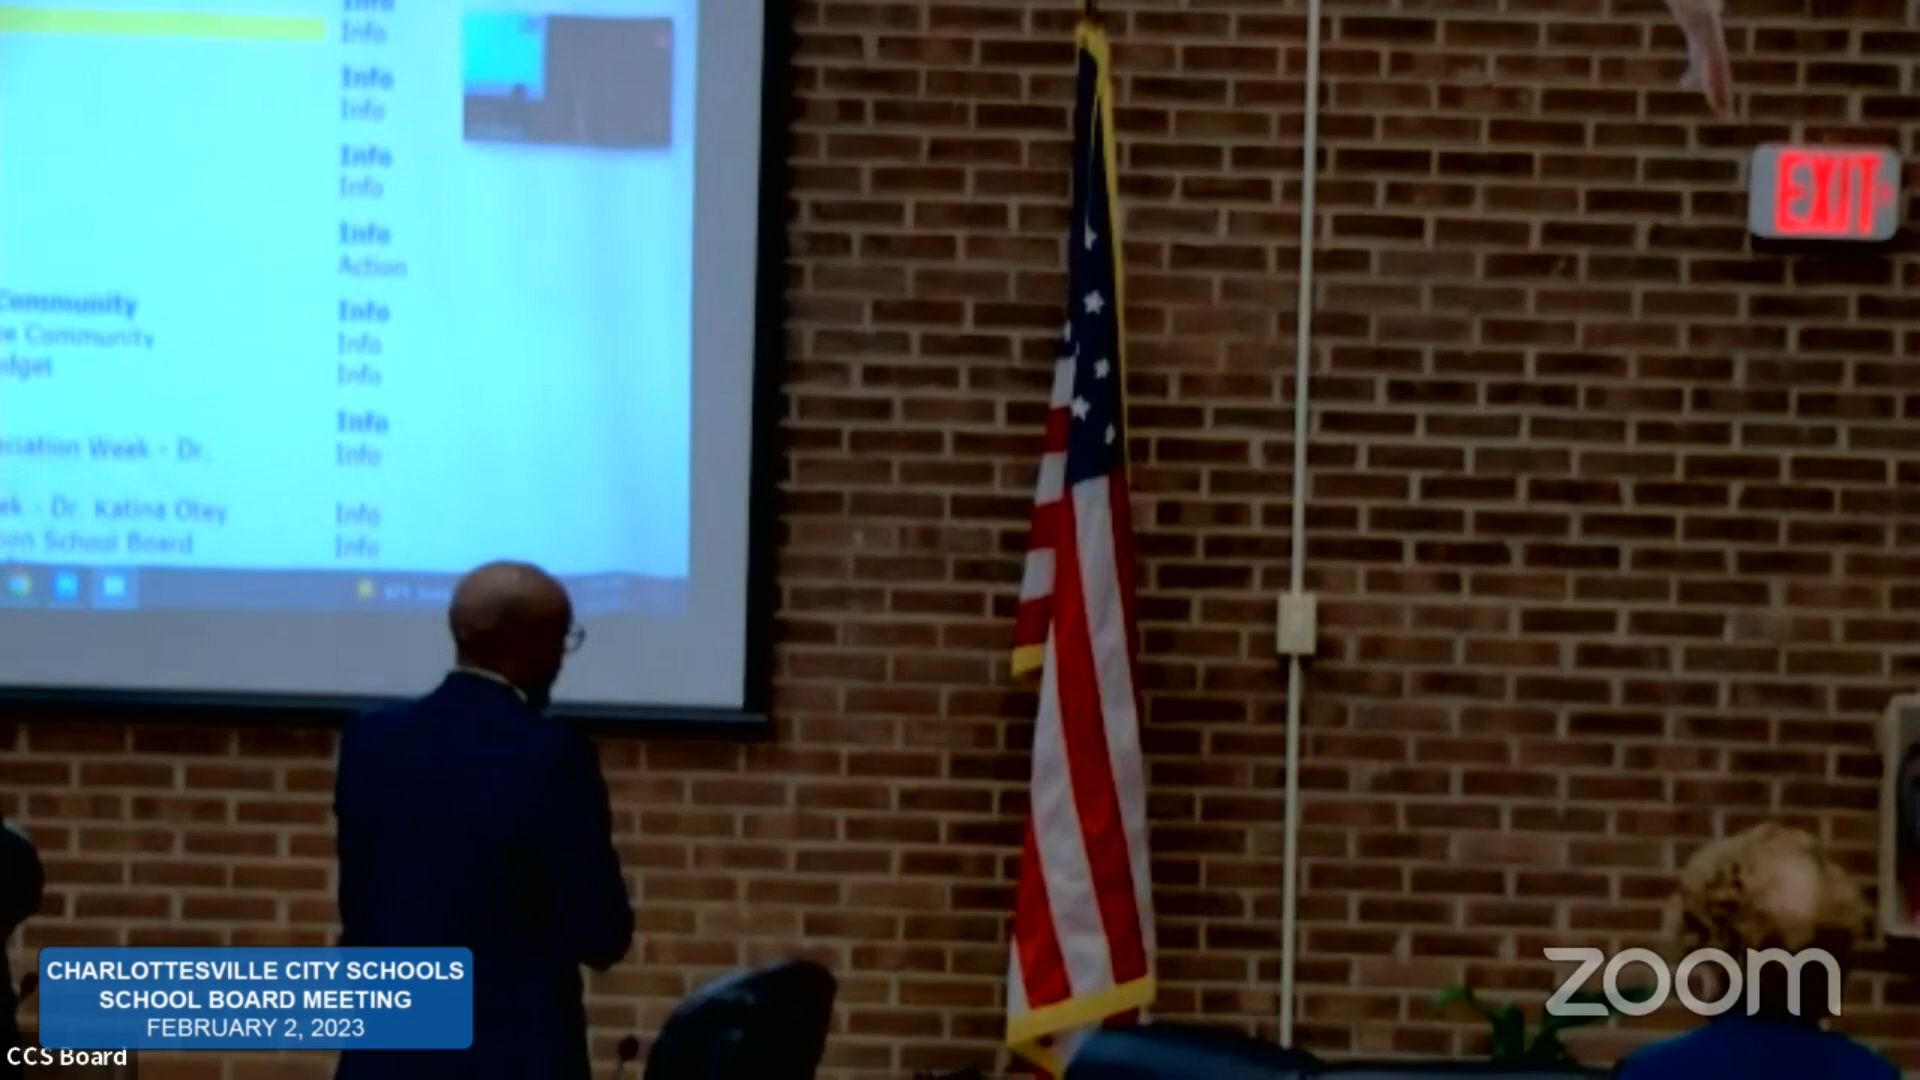 Info
Info
Info
Info
Info
Info
Info
Action
Community Info
e Community Info
dget Info
Info
ciation Week - Dr. Info
ek - Dr. Katina Otey Info
on School Board Info
EXIT
CHARLOTTESVILLE CITY SCHOOLS
SCHOOL BOARD MEETING
FEBRUARY 2, 2023
CCS Board
zoom